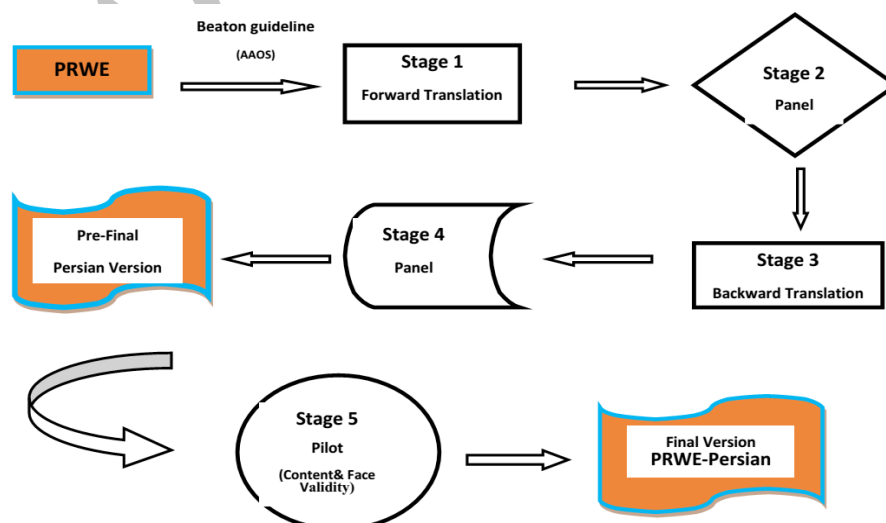 PRWE
Beaton guideline
(AAOS)
Stage 1
Forward Translation
Stage 2
Panel
Stage 3
Backward Translation
Stage 4
Panel
Pre-Final
Persian Version
Stage 5
Pilot
(Content& Face
Validity)
Final Version
PRWE-Persian